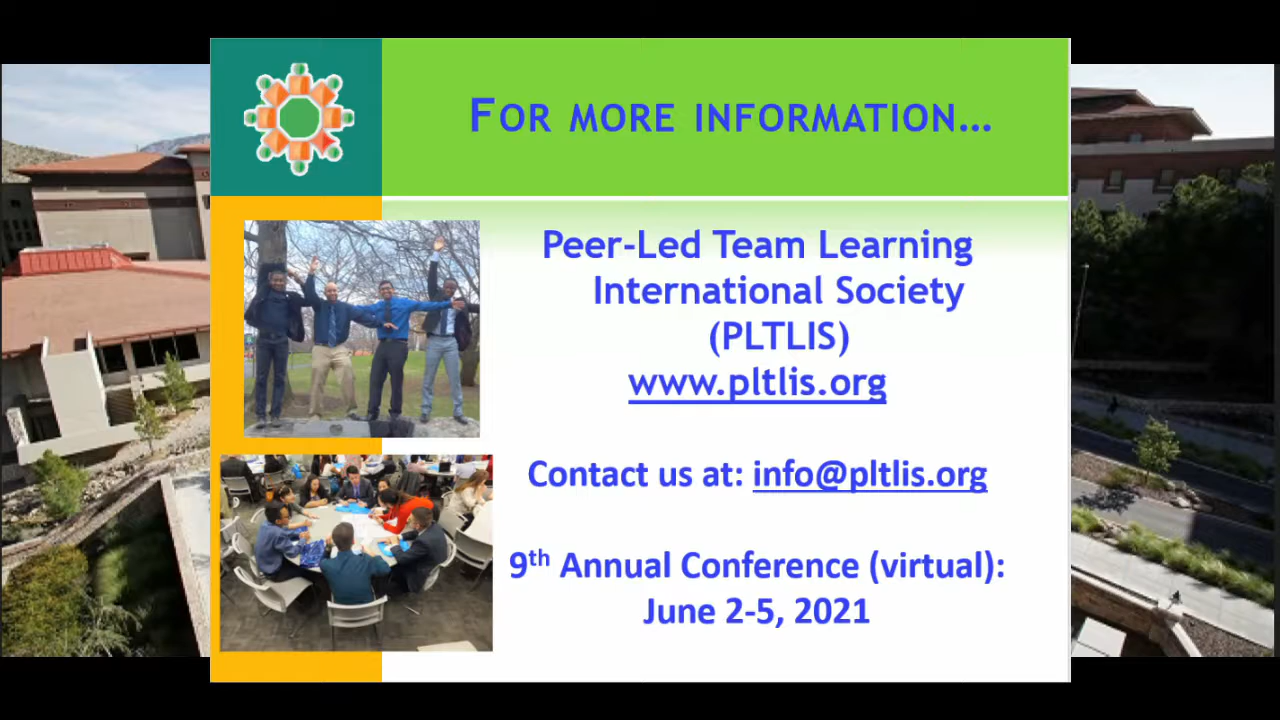 FOR MORE INFORMATION...
Peer-Led Team Learning
International Society
(PLTLIS)
www.pltlis.org
Contact us at: info@pltlis.org
9th Annual Conference (virtual):
June 2-5, 2021